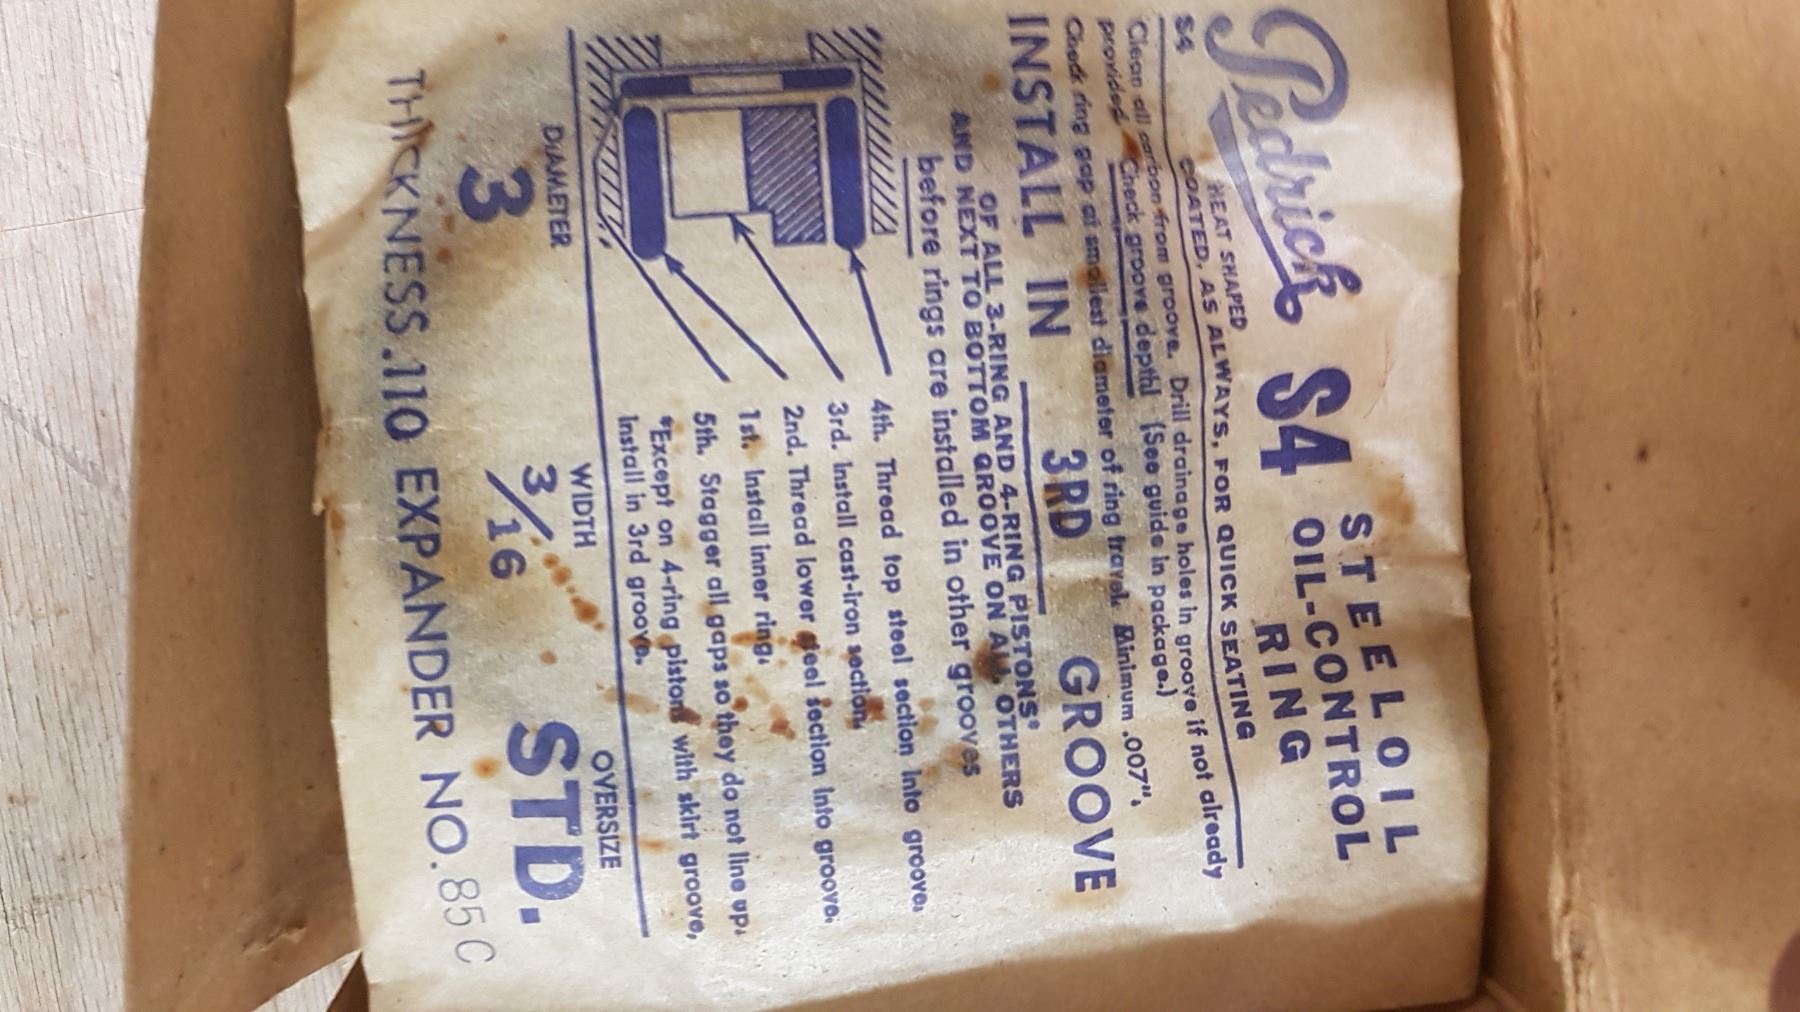 Pedrick S4 STEELOIL
OIL-CONTROL
RING
HEAT SHAPED
S4 COATED, AS ALWAYS, FOR QUICK SEATING
Clean all carbon from groove. Drill drainage holes in groove if not already
provided. Check groove depth! (See guide in package.)
Check ring gap at smallest diameter of ring travel. Minimum .007".
INSTALL IN 3RD GROOVE
OF ALL 3-RING AND 4-RING PISTONS*
AND NEXT TO BOTTOM GROOVE ON ALL OTHERS
before rings are installed in other grooves
4th. Thread top steel section into groove.
3rd. Install cast-iron section.
2nd. Thread lower steel section into groove.
1st. Install inner ring.
5th. Stagger all gaps so they do not line up.
*Except on 4-ring pistons with skirt groove,
install in 3rd groove.
DIAMETER WIDTH OVERSIZE
3 3/16 STD.
THICKNESS .110 EXPANDER NO. 85C